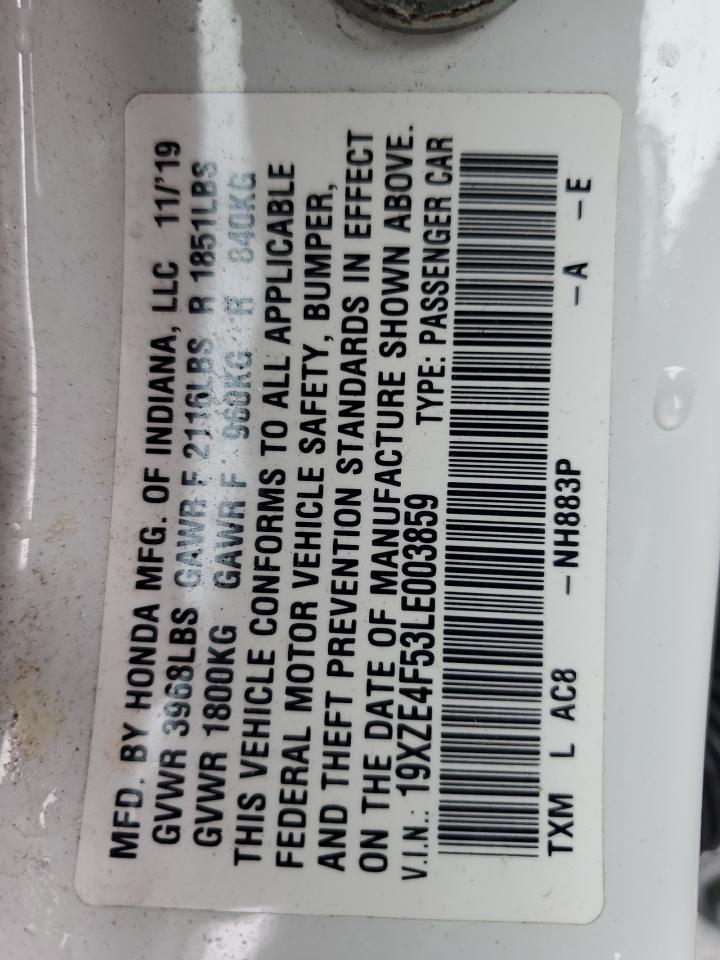 MFD. BY HONDA MFG. OF INDIANA, LLC 11/'19
GVWR 3968LBS GAWR F 2116LBS R 1851LBS
GVWR 1800KG GAWR F 960KG R 840KG
THIS VEHICLE CONFORMS TO ALL APPLICABLE
FEDERAL MOTOR VEHICLE SAFETY, BUMPER,
AND THEFT PREVENTION STANDARDS IN EFFECT
ON THE DATE OF MANUFACTURE SHOWN ABOVE.
V.I.N.: 19XZE4F53LE003859 TYPE: PASSENGER CAR
TXM L AC8 – NH883P –A –E